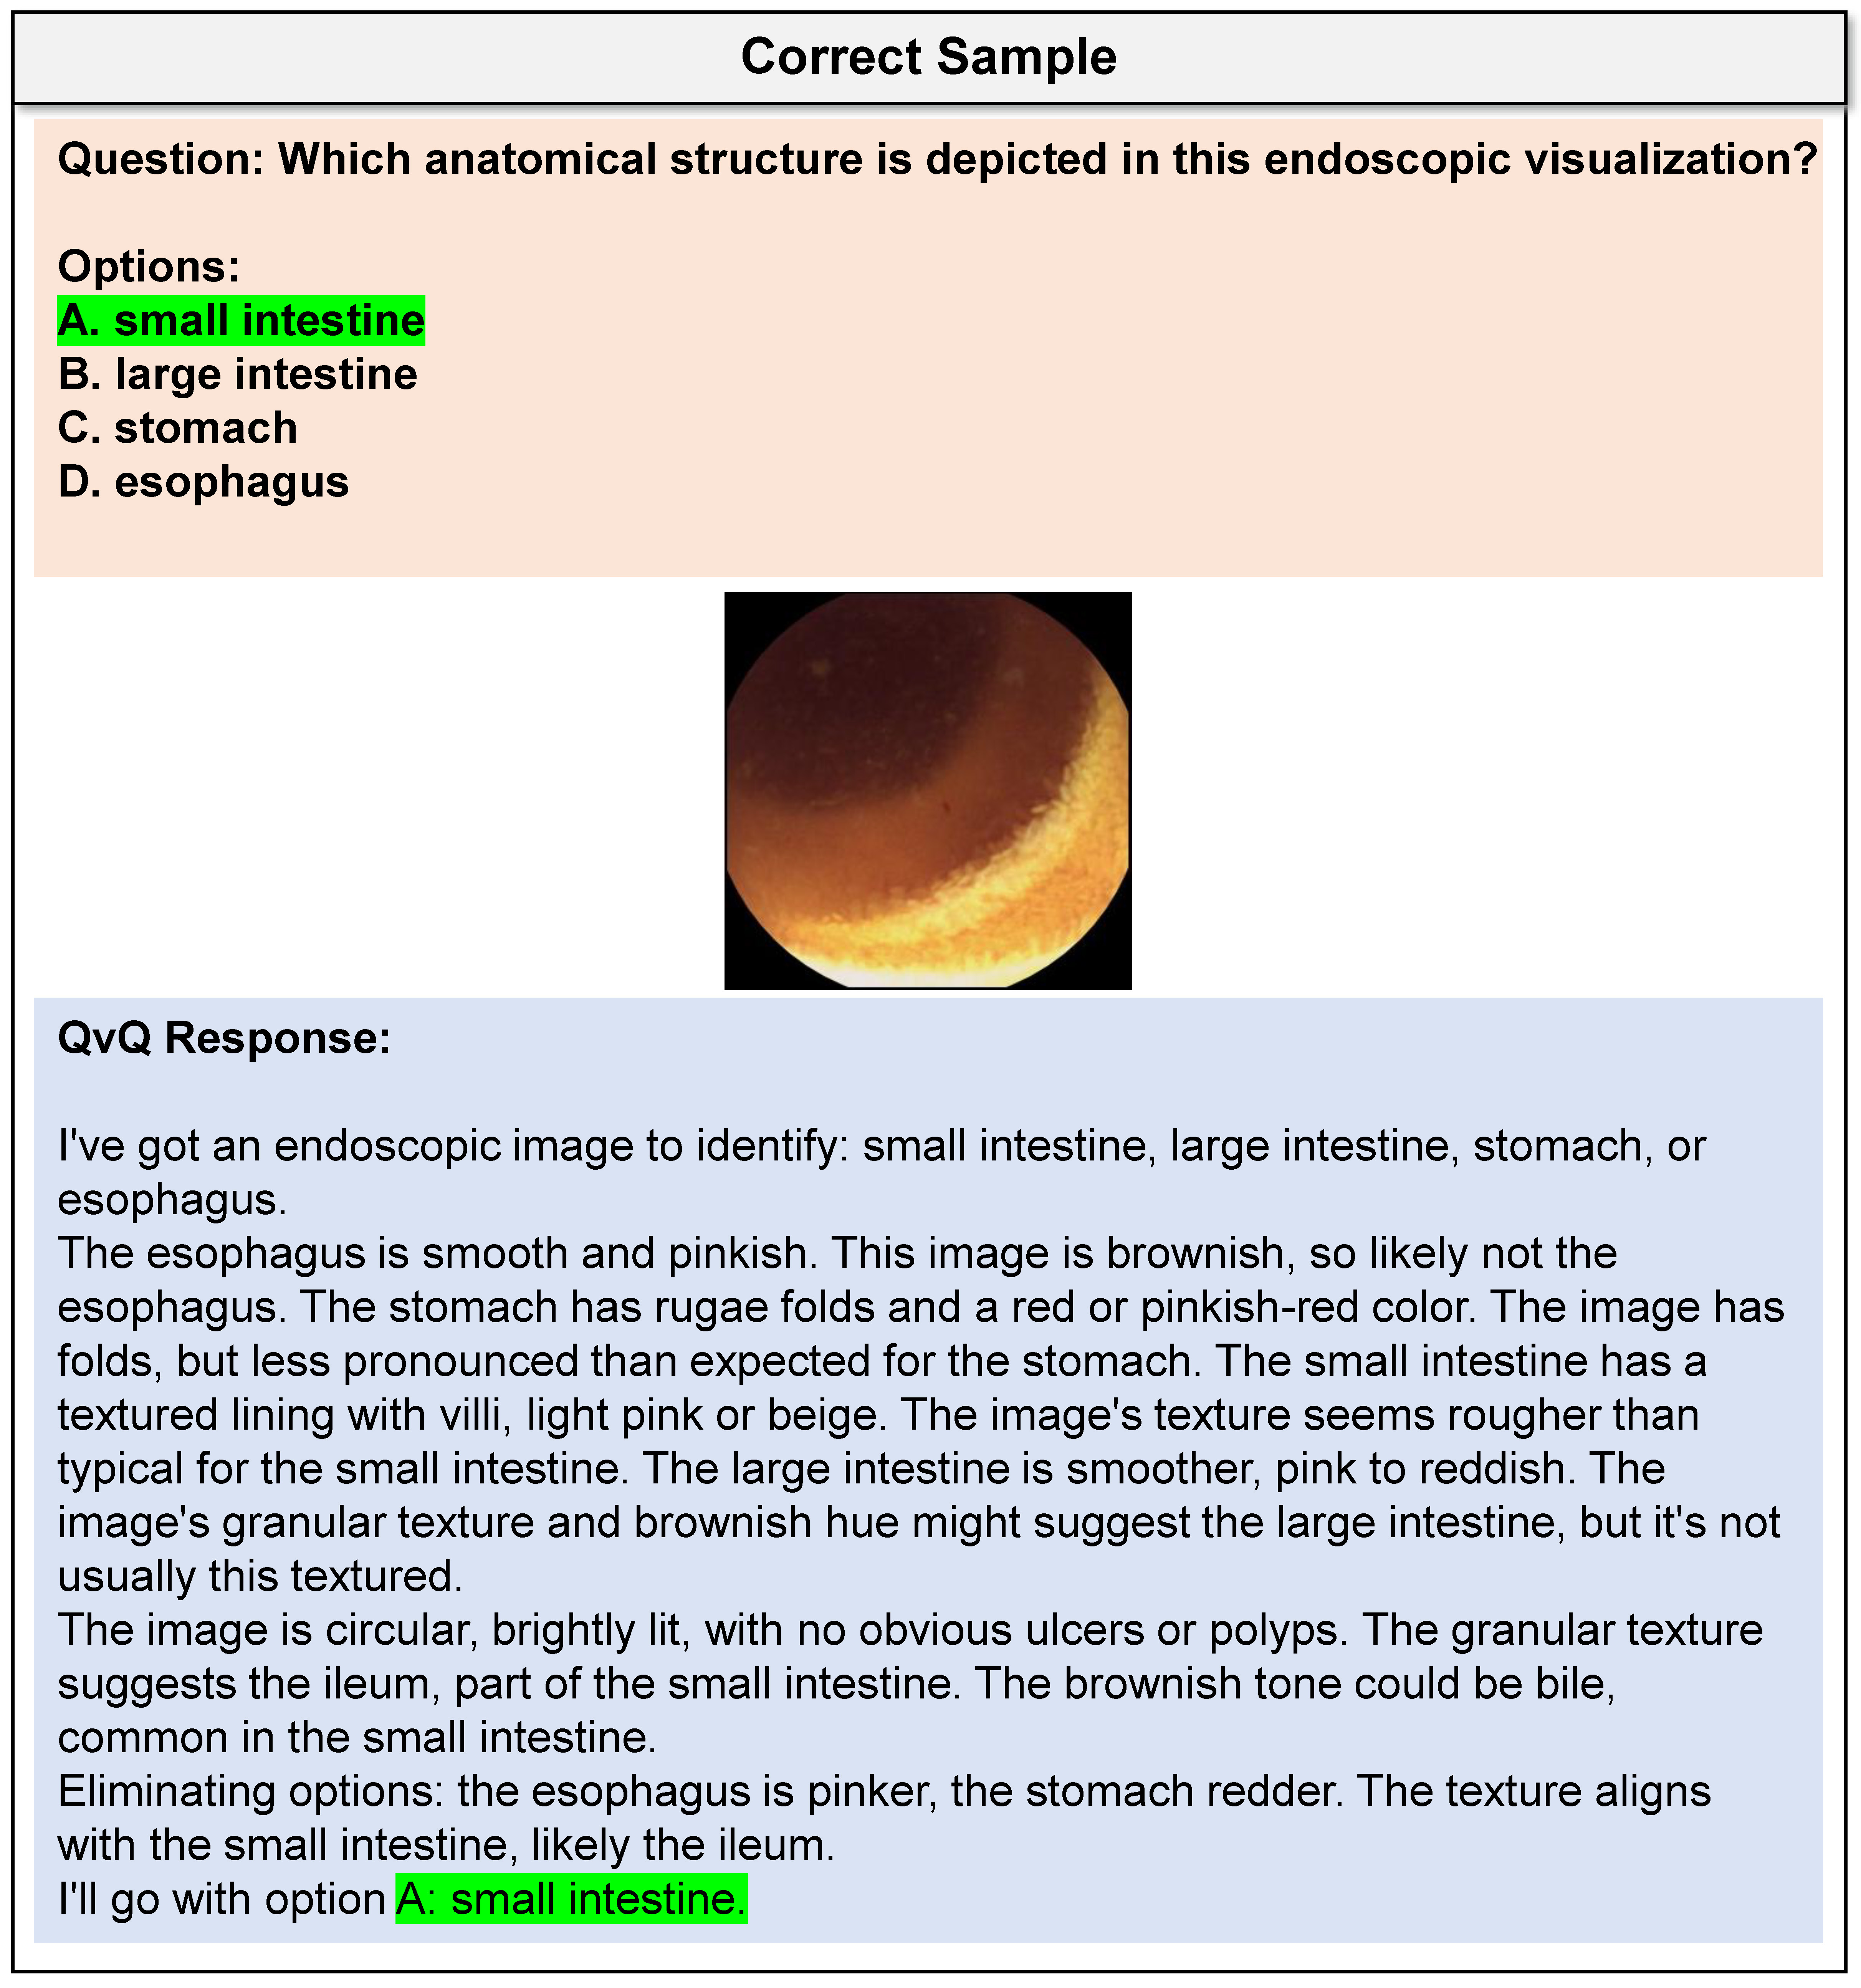 Correct Sample
Question: Which anatomical structure is depicted in this endoscopic visualization?
Options:
A. small intestine
B. large intestine
C. stomach
D. esophagus
QvQ Response:
I've got an endoscopic image to identify: small intestine, large intestine, stomach, or
esophagus.
The esophagus is smooth and pinkish. This image is brownish, so likely not the
esophagus. The stomach has rugae folds and a red or pinkish-red color. The image has
folds, but less pronounced than expected for the stomach. The small intestine has a
textured lining with villi, light pink or beige. The image's texture seems rougher than
typical for the small intestine. The large intestine is smoother, pink to reddish. The
image's granular texture and brownish hue might suggest the large intestine, but it's not
usually this textured.
The image is circular, brightly lit, with no obvious ulcers or polyps. The granular texture
suggests the ileum, part of the small intestine. The brownish tone could be bile,
common in the small intestine.
Eliminating options: the esophagus is pinker, the stomach redder. The texture aligns
with the small intestine, likely the ileum.
I'll go with option A: small intestine.